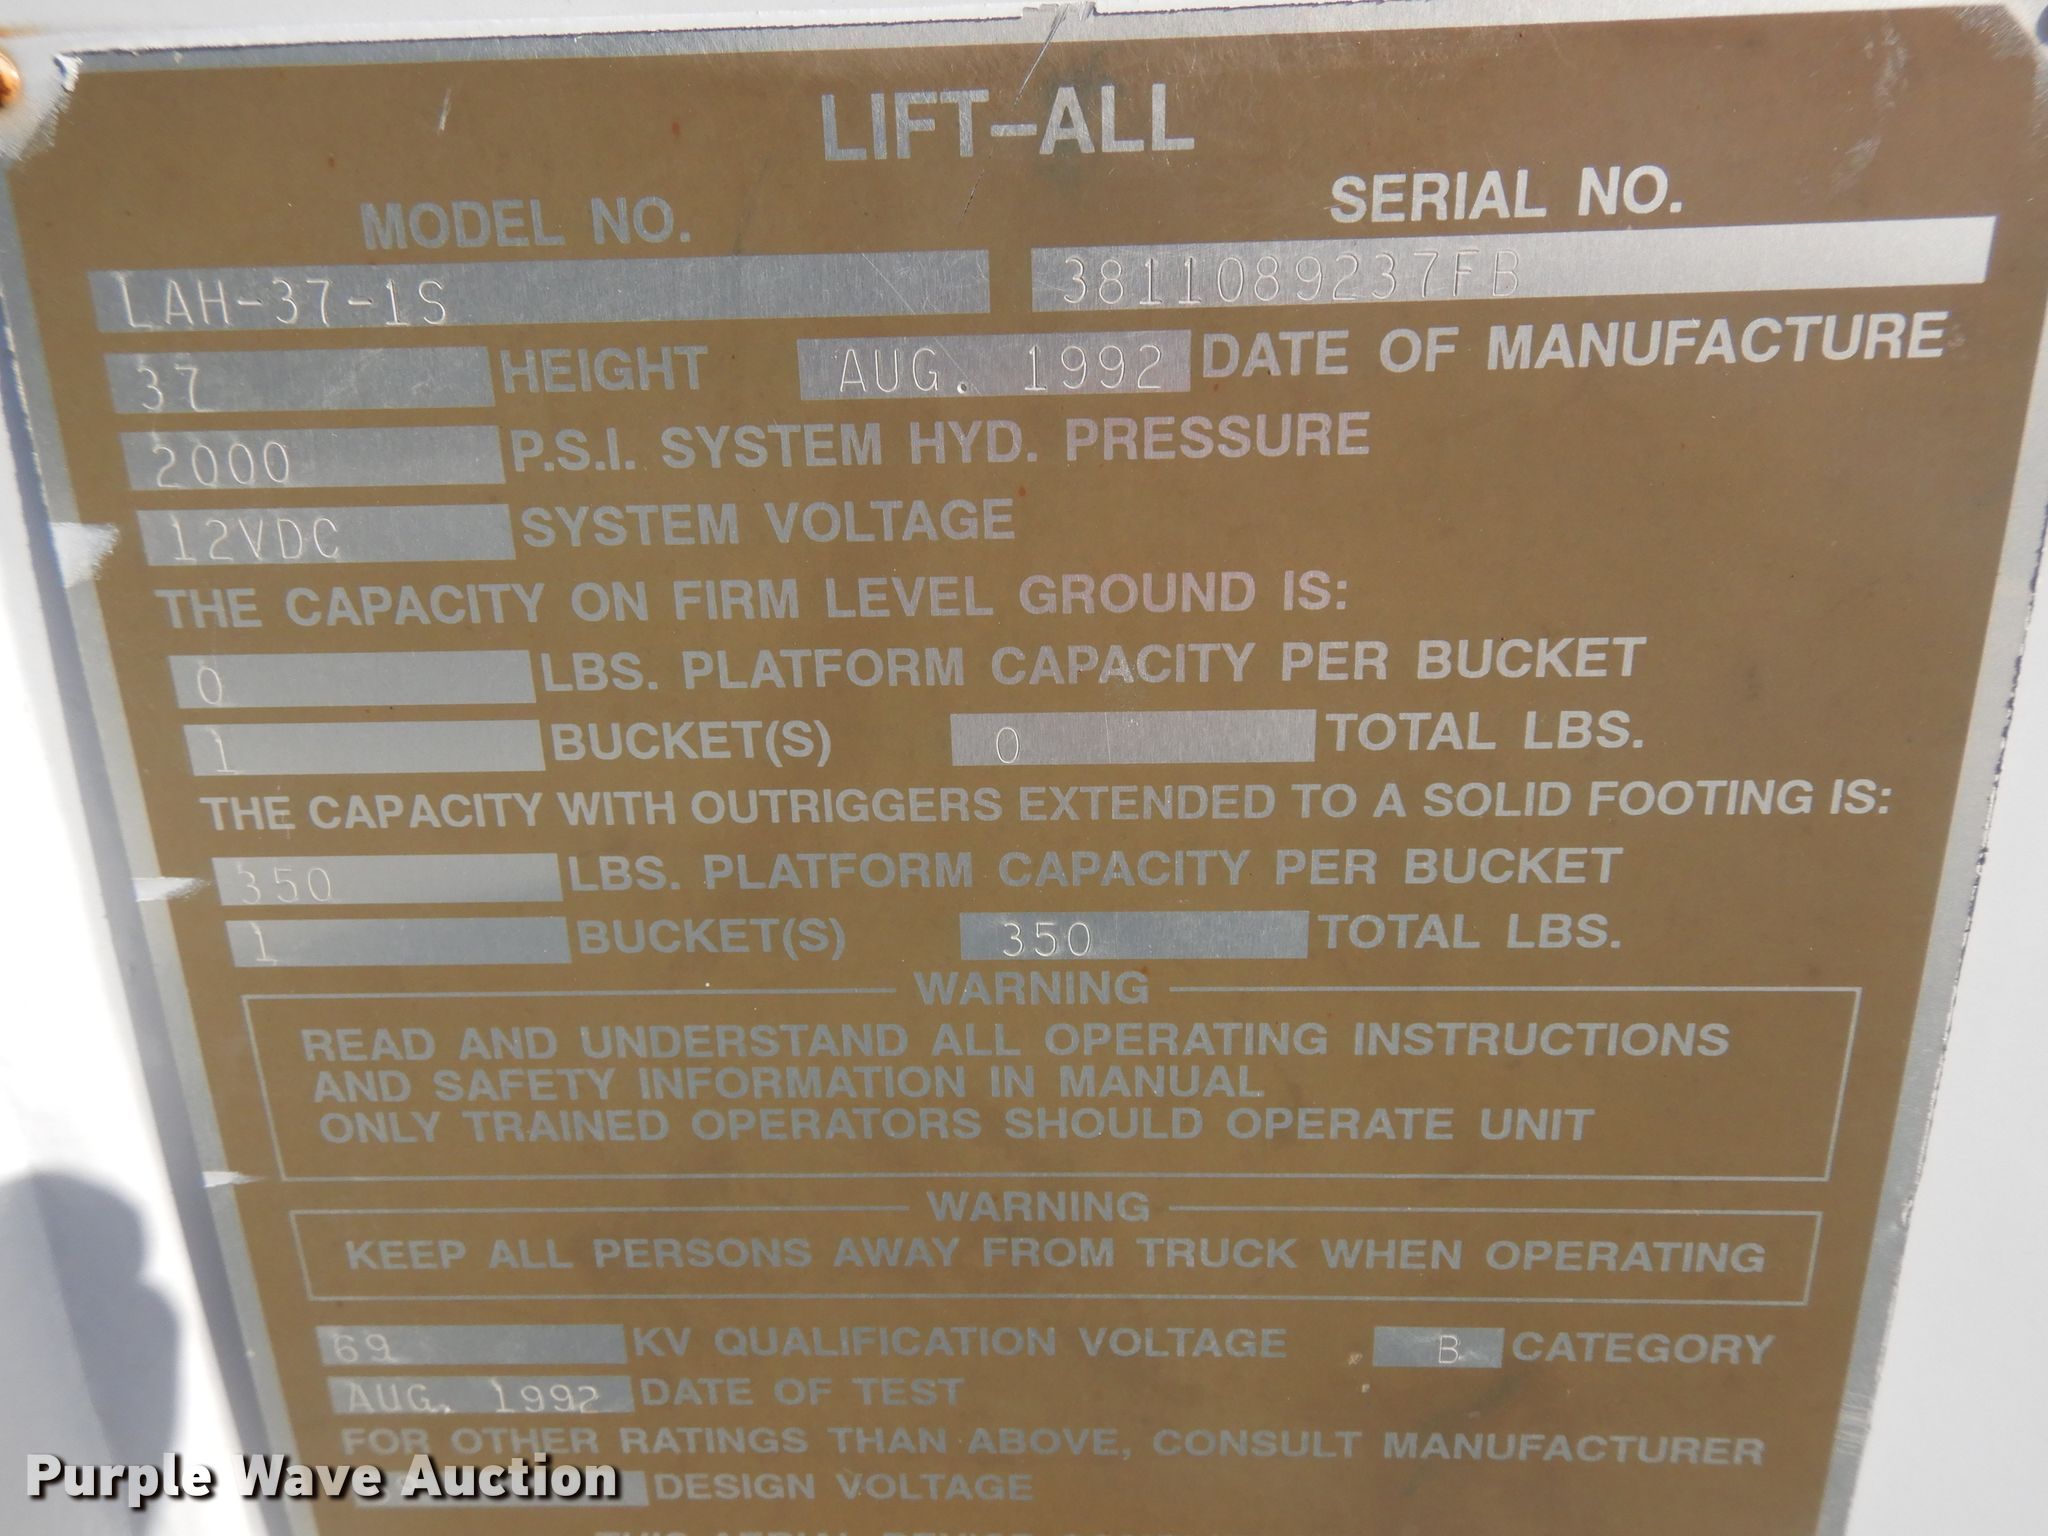 LIFT-ALL
MODEL NO. SERIAL NO.
LAH-37-1S 3811089237FB
37 HEIGHT AUG. 1992 DATE OF MANUFACTURE
2000 P.S.I. SYSTEM HYD. PRESSURE
12VDC SYSTEM VOLTAGE
THE CAPACITY ON FIRM LEVEL GROUND IS:
0 LBS. PLATFORM CAPACITY PER BUCKET
1 BUCKET(S) 0 TOTAL LBS.
THE CAPACITY WITH OUTRIGGERS EXTENDED TO A SOLID FOOTING IS:
350 LBS. PLATFORM CAPACITY PER BUCKET
1 BUCKET(S) 350 TOTAL LBS.
WARNING
READ AND UNDERSTAND ALL OPERATING INSTRUCTIONS
AND SAFETY INFORMATION IN MANUAL
ONLY TRAINED OPERATORS SHOULD OPERATE UNIT
WARNING
KEEP ALL PERSONS AWAY FROM TRUCK WHEN OPERATING
69 KV QUALIFICATION VOLTAGE B CATEGORY
AUG. 1992 DATE OF TEST
FOR OTHER RATINGS THAN ABOVE, CONSULT MANUFACTURER
DESIGN VOLTAGE
THIS AERIAL DEVICE
Purple Wave Auction